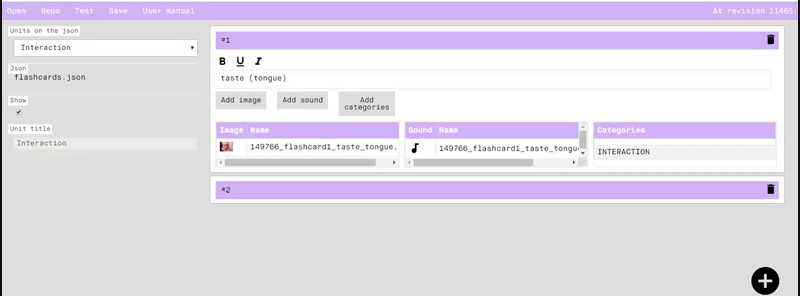 Open Repo Test Save User manual At revision 11465.
Units on the json
Interaction
Json
flashcards.json
Show
Unit title
Interaction
#1
B U I
taste (tongue)
Add image Add sound Add
categories
Image Name Sound Name Categories
149766_flashcard1_taste_tongue. 149766_flashcard1_taste_tongue INTERACTION
#2